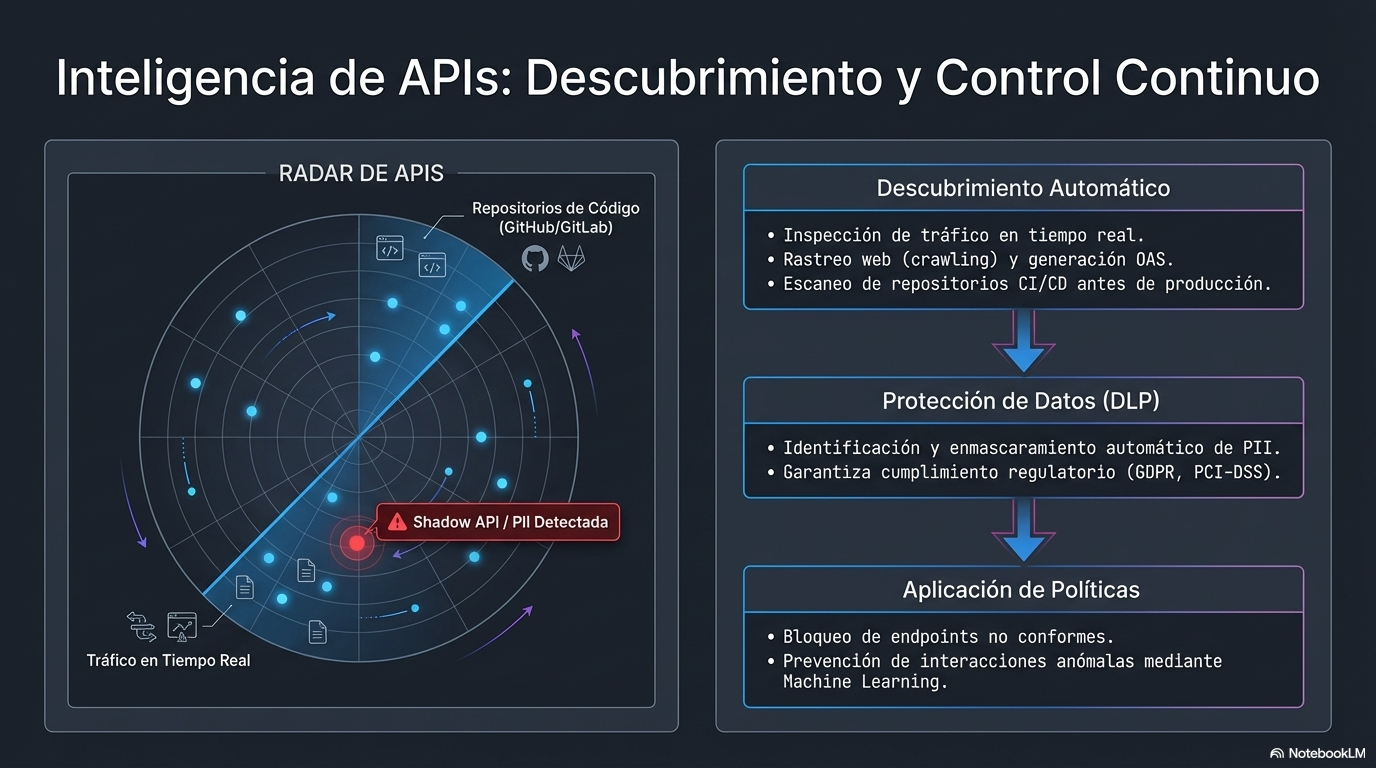 Inteligencia de APIs: Descubrimiento y Control Continuo
RADAR DE APIS
Repositorios de Código
(GitHub/GitLab)
Shadow API / PII Detectada
Tráfico en Tiempo Real
Descubrimiento Automático
• Inspección de tráfico en tiempo real.
• Rastreo web (crawling) y generación OAS.
• Escaneo de repositorios CI/CD antes de producción.
Protección de Datos (DLP)
• Identificación y enmascaramiento automático de PII.
• Garantiza cumplimiento regulatorio (GDPR, PCI-DSS).
Aplicación de Políticas
• Bloqueo de endpoints no conformes.
• Prevención de interacciones anómalas mediante
Machine Learning.
NotebookLM